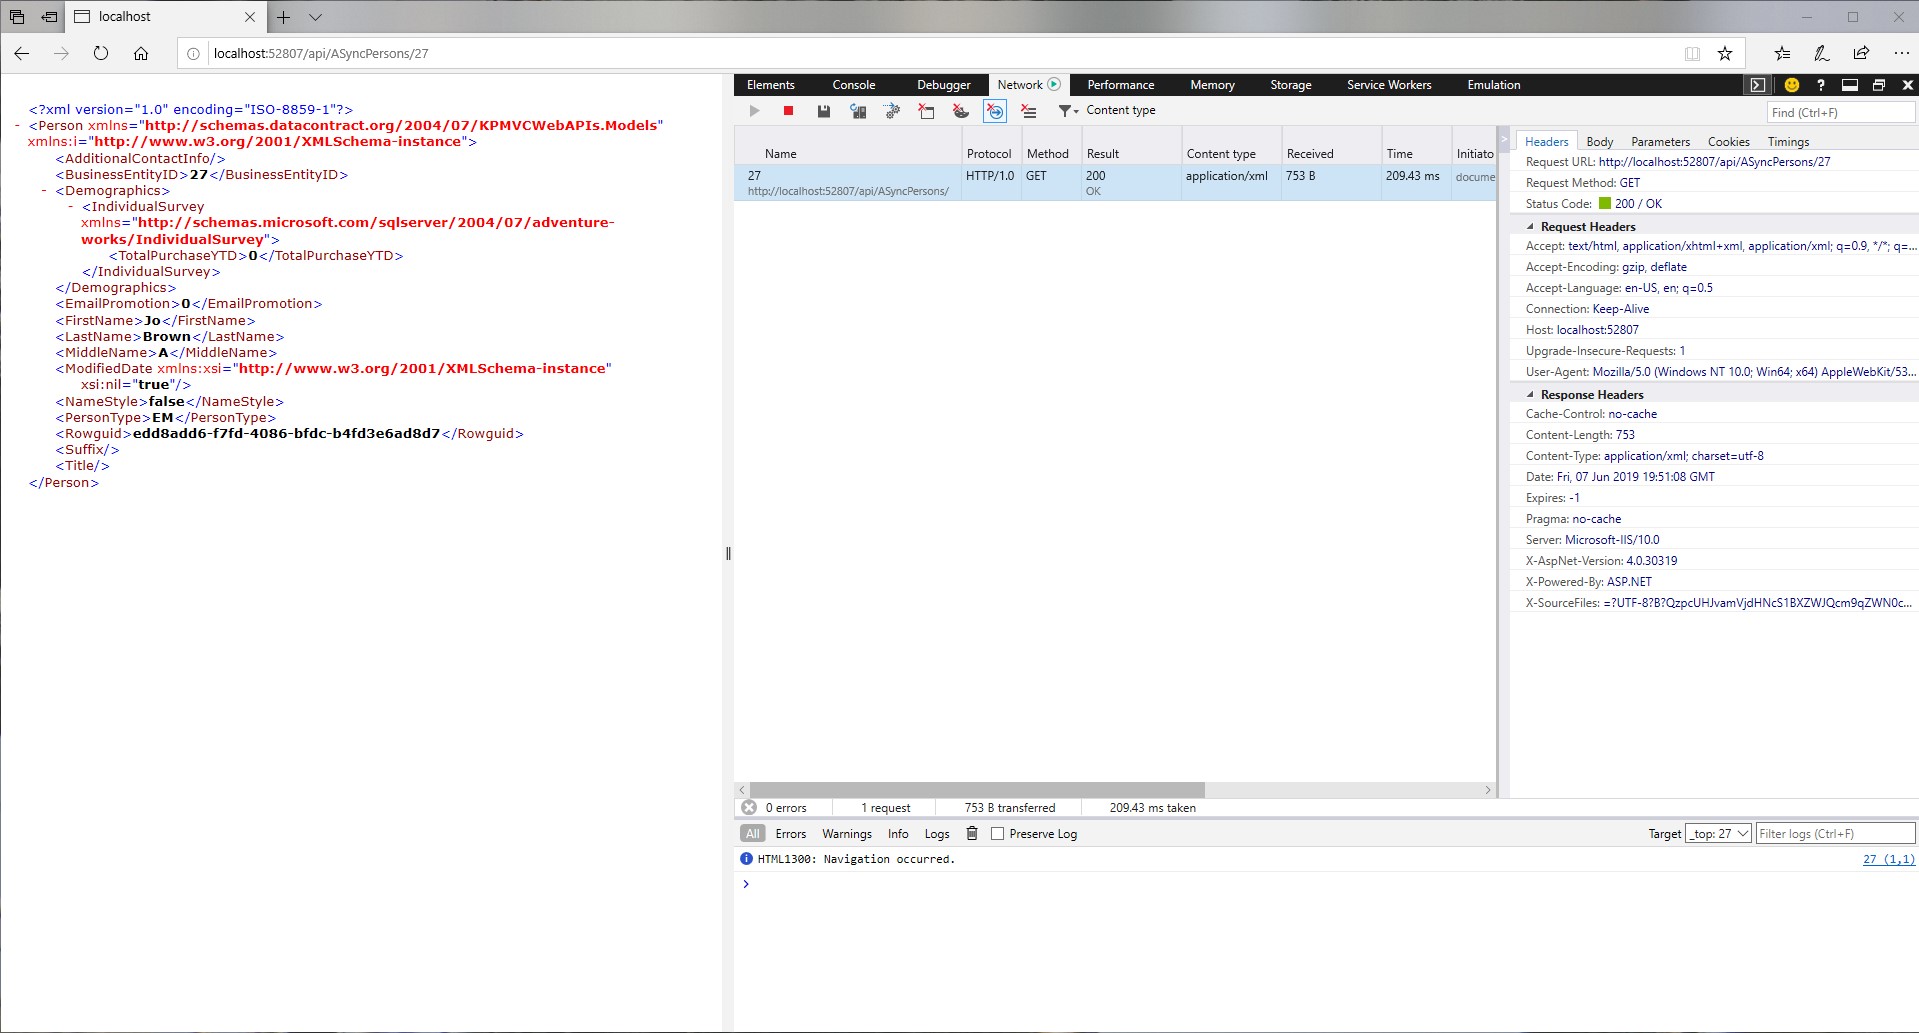 localhost
localhost:52807/api/ASyncPersons/27
<?xml version="1.0" encoding="ISO-8859-1"?>
- <Person xmlns="http://schemas.datacontract.org/2004/07/KPMVCWebAPIs.Models"
xmlns:i="http://www.w3.org/2001/XMLSchema-instance">
<AdditionalContactInfo/>
<BusinessEntityID>27</BusinessEntityID>
- <Demographics>
- <IndividualSurvey
xmlns="http://schemas.microsoft.com/sqlserver/2004/07/adventure-
works/IndividualSurvey">
<TotalPurchaseYTD>0</TotalPurchaseYTD>
</IndividualSurvey>
</Demographics>
<EmailPromotion>0</EmailPromotion>
<FirstName>Jo</FirstName>
<LastName>Brown</LastName>
<MiddleName>A</MiddleName>
<ModifiedDate xmlns:xsi="http://www.w3.org/2001/XMLSchema-instance"
xsi:nil="true"/>
<NameStyle>false</NameStyle>
<PersonType>EM</PersonType>
<Rowguid>edd8add6-f7fd-4086-bfdc-b4fd3e6ad8d7</Rowguid>
<Suffix/>
<Title/>
</Person>
Elements Console Debugger Network Performance Memory Storage Service Workers Emulation
Content type
Find (Ctrl+F)
Name Protocol Method Result Content type Received Time Initiato
27 HTTP/1.0 GET 200 application/xml 753 B 209.43 ms docume
http://localhost:52807/api/ASyncPersons/ OK
Headers Body Parameters Cookies Timings
Request URL: http://localhost:52807/api/ASyncPersons/27
Request Method: GET
Status Code: 200 / OK
Request Headers
Accept: text/html, application/xhtml+xml, application/xml; q=0.9, */*; q=...
Accept-Encoding: gzip, deflate
Accept-Language: en-US, en; q=0.5
Connection: Keep-Alive
Host: localhost:52807
Upgrade-Insecure-Requests: 1
User-Agent: Mozilla/5.0 (Windows NT 10.0; Win64; x64) AppleWebKit/53...
Response Headers
Cache-Control: no-cache
Content-Length: 753
Content-Type: application/xml; charset=utf-8
Date: Fri, 07 Jun 2019 19:51:08 GMT
Expires: -1
Pragma: no-cache
Server: Microsoft-IIS/10.0
X-AspNet-Version: 4.0.30319
X-Powered-By: ASP.NET
X-SourceFiles: =?UTF-8?B?QzpcUHJvamVjdHNcS1BXZWJQcm9qZWN0c...
0 errors 1 request 753 B transferred 209.43 ms taken
All Errors Warnings Info Logs Preserve Log Target _top: 27 Filter logs (Ctrl+F)
HTML1300: Navigation occurred. 27 (1,1)